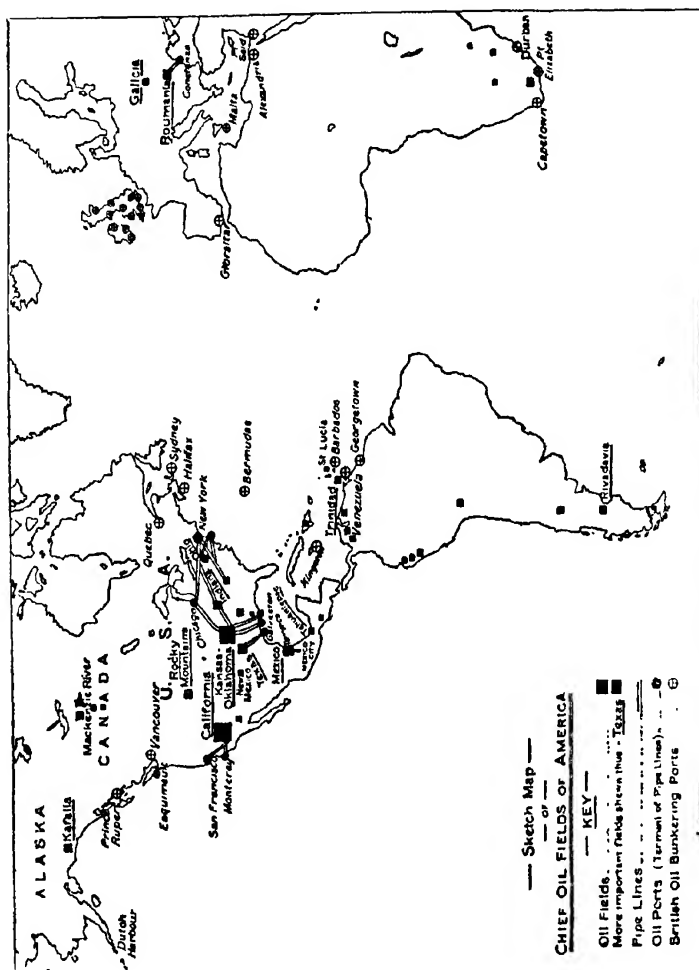 ALASKA
Katalla
Dutch
Harbour
Prince
Rupert
Mackenzie River
CANADA
Vancouver
Esquimault
San Francisco
Monterey
U. S. A.
Rocky
Mountains
California
Kansas-
Oklahoma
Chicago
New
Mexico
Texas
Mexico
Galveston
MEXICO
CITY
Quebec
Sydney
Halifax
New York
Bermudas
Kingston
Trinidad
St Lucia
Barbados
Venezuela
Georgetown
Rivadavia
Galicia
Roumania
Constanza
Malta
Alexandria
Said
Gibraltar
Durban
Pt
Elizabeth
Capetown
— Sketch Map —
— OF —
CHIEF OIL FIELDS OF AMERICA
— KEY —
Oil Fields
More important fields shewn thus - Texas
Pipe Lines
Oil Ports (Termini of Pipe Lines)
British Oil Bunkering Ports